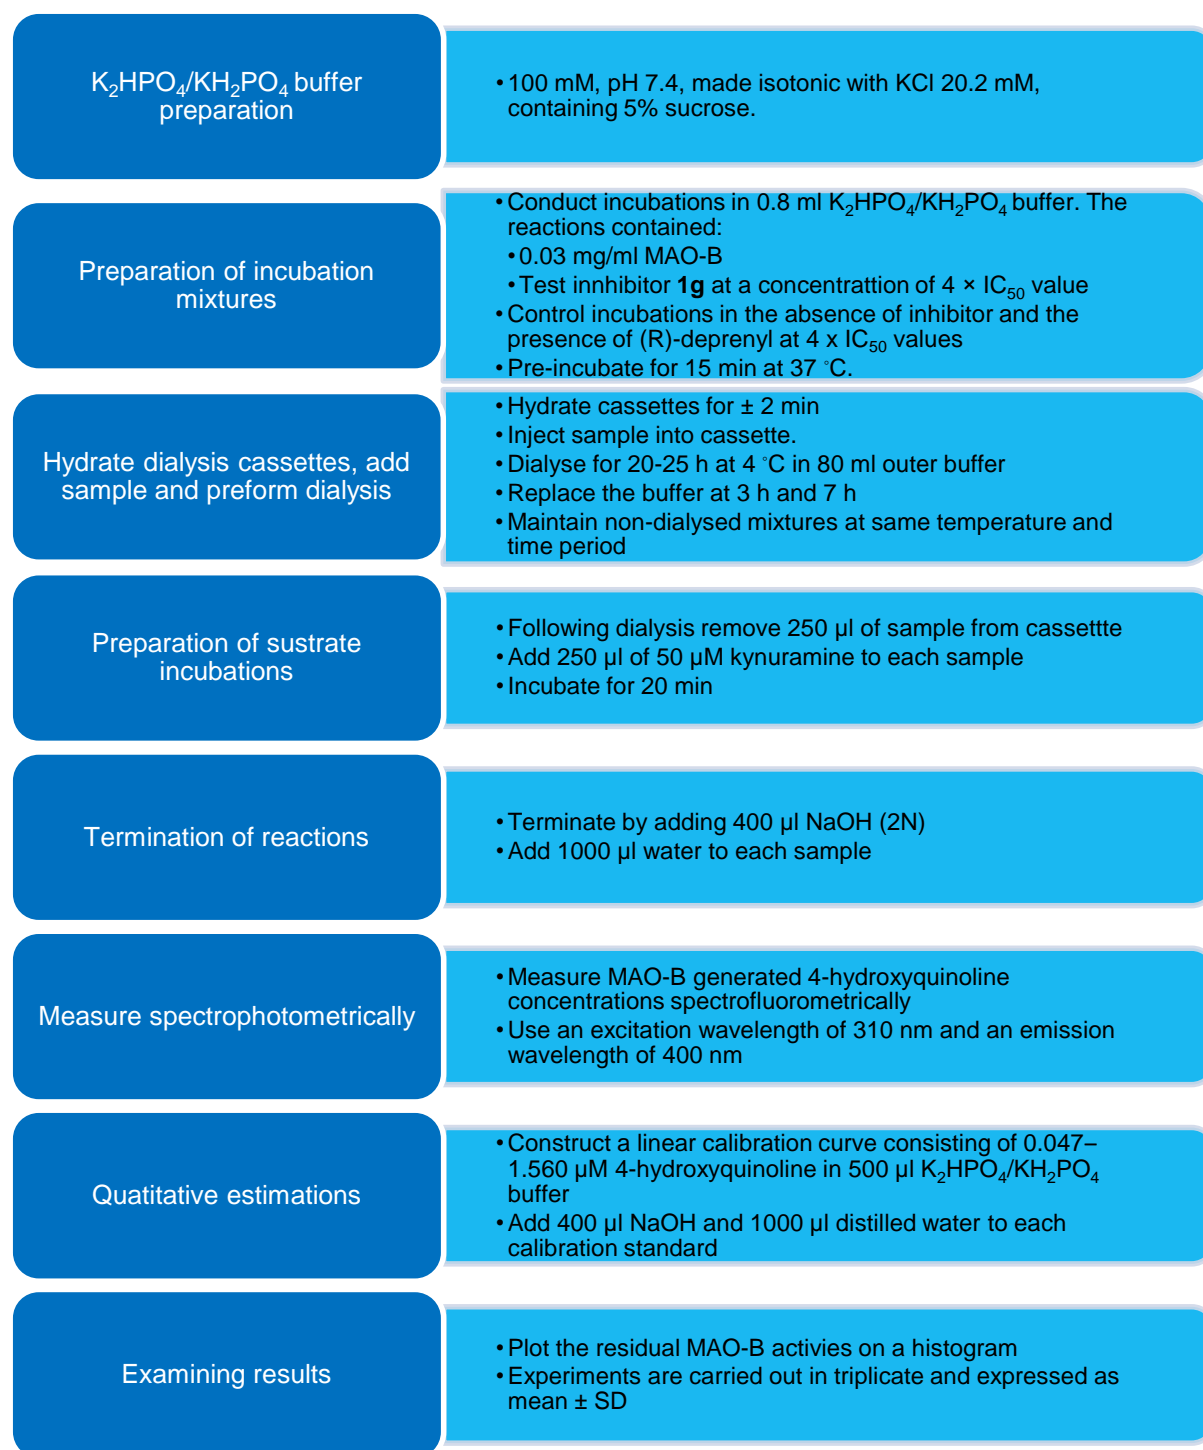 K₂HPO₄/KH₂PO₄ buffer
preparation
• 100 mM, pH 7.4, made isotonic with KCl 20.2 mM,
containing 5% sucrose.
Preparation of incubation
mixtures
• Conduct incubations in 0.8 ml K₂HPO₄/KH₂PO₄ buffer. The
reactions contained:
• 0.03 mg/ml MAO-B
• Test innhibitor 1g at a concentrattion of 4 × IC₅₀ value
• Control incubations in the absence of inhibitor and the
presence of (R)-deprenyl at 4 x IC₅₀ values
• Pre-incubate for 15 min at 37 °C.
Hydrate dialysis cassettes, add
sample and preform dialysis
• Hydrate cassettes for ± 2 min
• Inject sample into cassette.
• Dialyse for 20-25 h at 4 °C in 80 ml outer buffer
• Replace the buffer at 3 h and 7 h
• Maintain non-dialysed mixtures at same temperature and
time period
Preparation of sustrate
incubations
• Following dialysis remove 250 µl of sample from cassettte
• Add 250 µl of 50 µM kynuramine to each sample
• Incubate for 20 min
Termination of reactions
• Terminate by adding 400 µl NaOH (2N)
• Add 1000 µl water to each sample
Measure spectrophotometrically
• Measure MAO-B generated 4-hydroxyquinoline
concentrations spectrofluorometrically
• Use an excitation wavelength of 310 nm and an emission
wavelength of 400 nm
Quatitative estimations
• Construct a linear calibration curve consisting of 0.047–
1.560 µM 4-hydroxyquinoline in 500 µl K₂HPO₄/KH₂PO₄
buffer
• Add 400 µl NaOH and 1000 µl distilled water to each
calibration standard
Examining results
• Plot the residual MAO-B activies on a histogram
• Experiments are carried out in triplicate and expressed as
mean ± SD